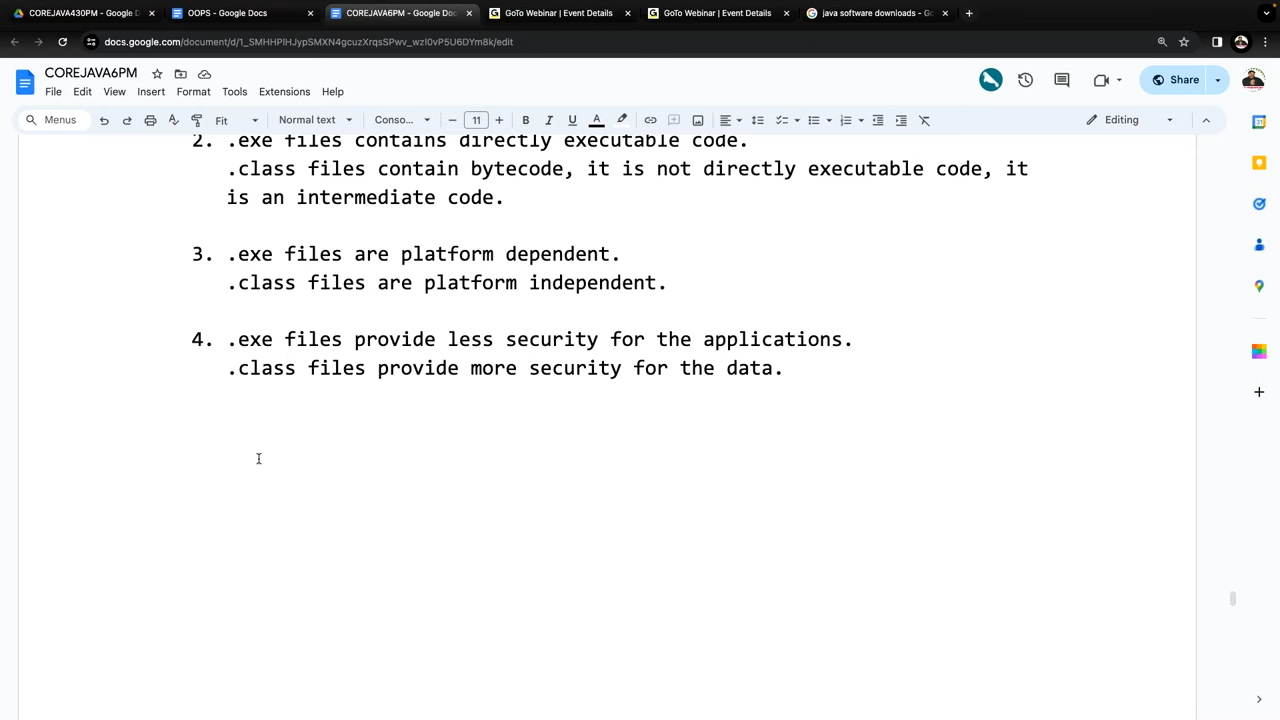 COREJAVA430PM - Google D
OOPS - Google Docs
COREJAVA6PM - Google Doc
GoTo Webinar | Event Details
GoTo Webinar | Event Details
java software downloads - Go
docs.google.com/document/d/1_SMHHPlHJypSMXN4gcuzXrqsSPwv_wzI0vP5U6DYm8k/edit
COREJAVA6PM
File Edit View Insert Format Tools Extensions Help
Share
Menus Fit Normal text Conso... 11 Editing
2. .exe files contains directly executable code.
.class files contain bytecode, it is not directly executable code, it
is an intermediate code.
3. .exe files are platform dependent.
.class files are platform independent.
4. .exe files provide less security for the applications.
.class files provide more security for the data.